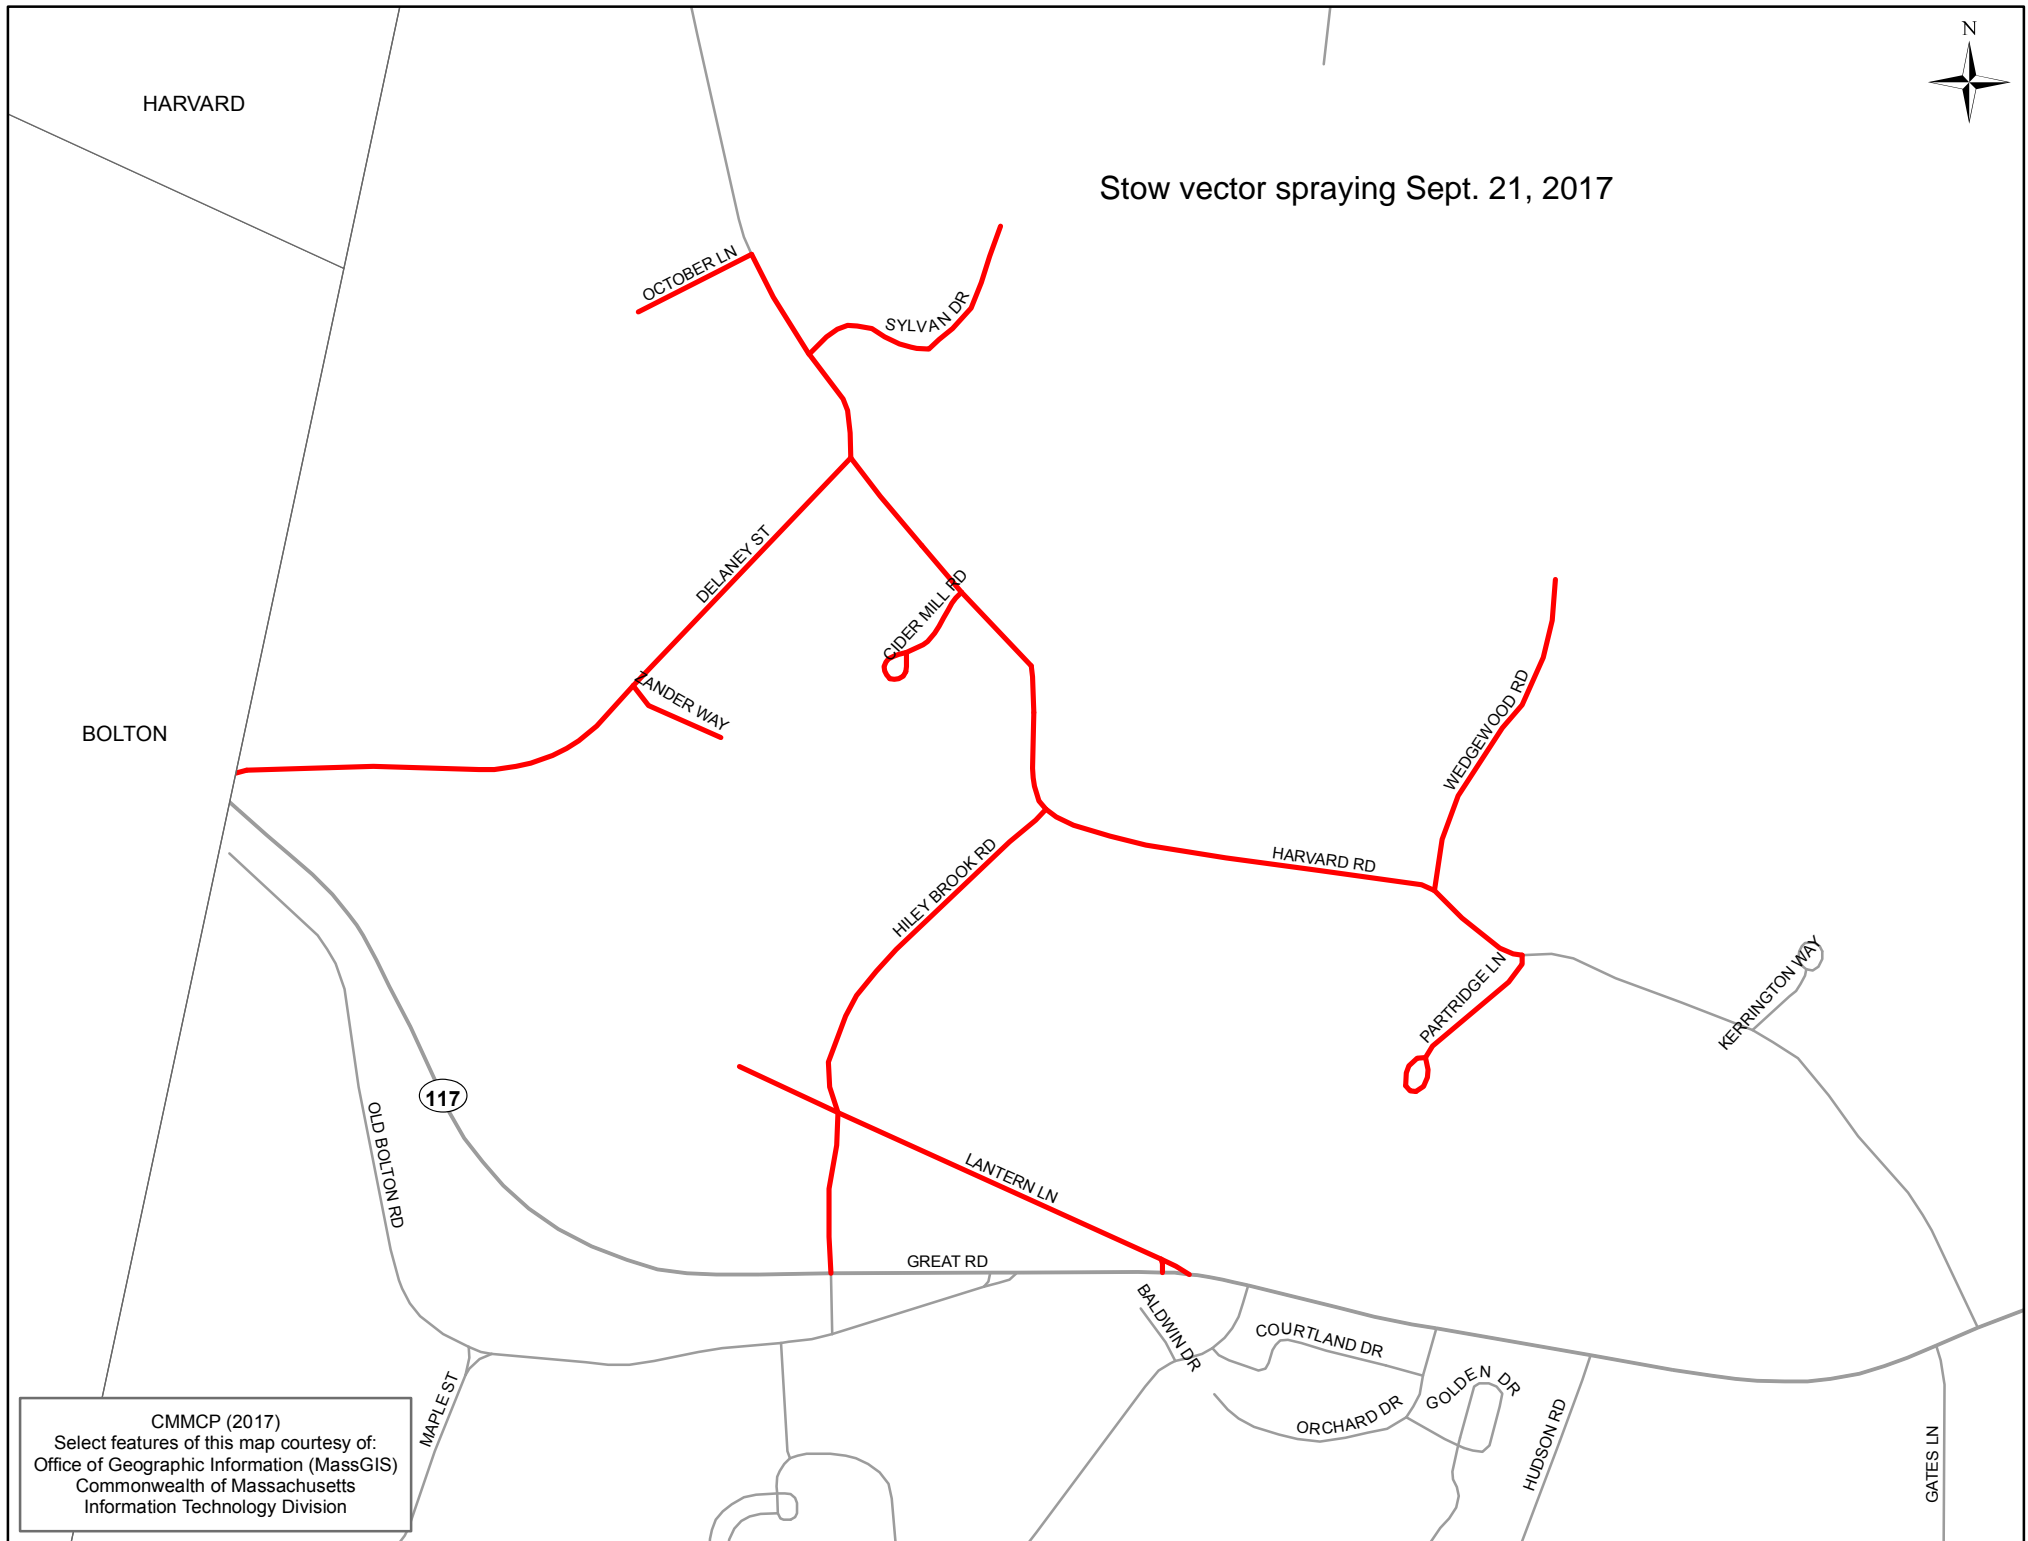 N
HARVARD
Stow vector spraying Sept. 21, 2017
OCTOBER LN
SYLVAN DR
DELANEY ST
CIDER MILL RD
ZANDER WAY
WEDGEWOOD RD
BOLTON
HARVARD RD
HILEY BROOK RD
PARTRIDGE LN
KERRINGTON WAY
117
OLD BOLTON RD
LANTERN LN
GREAT RD
BALDWIN DR
COURTLAND DR
GOLDEN DR
ORCHARD DR
HUDSON RD
MAPLE ST
GATES LN
CMMCP (2017)
Select features of this map courtesy of:
Office of Geographic Information (MassGIS)
Commonwealth of Massachusetts
Information Technology Division